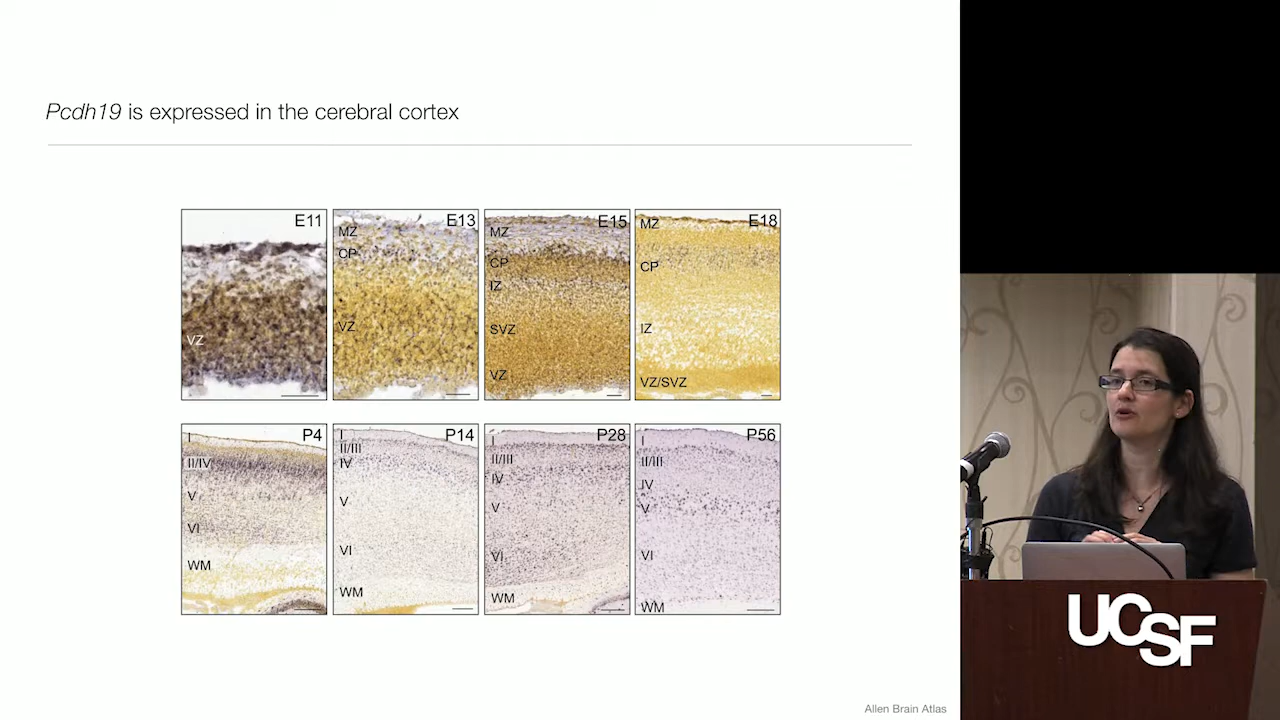 Pcdh19 is expressed in the cerebral cortex
E11
VZ
E13
MZ
CP
VZ
E15
MZ
CP
IZ
SVZ
VZ
E18
MZ
CP
IZ
VZ/SVZ
P4
I
II/IV
V
VI
WM
P14
I
II/III
IV
V
VI
WM
P28
I
II/III
IV
V
VI
WM
P56
I
II/III
IV
V
VI
WM
Allen Brain Atlas
UCSF